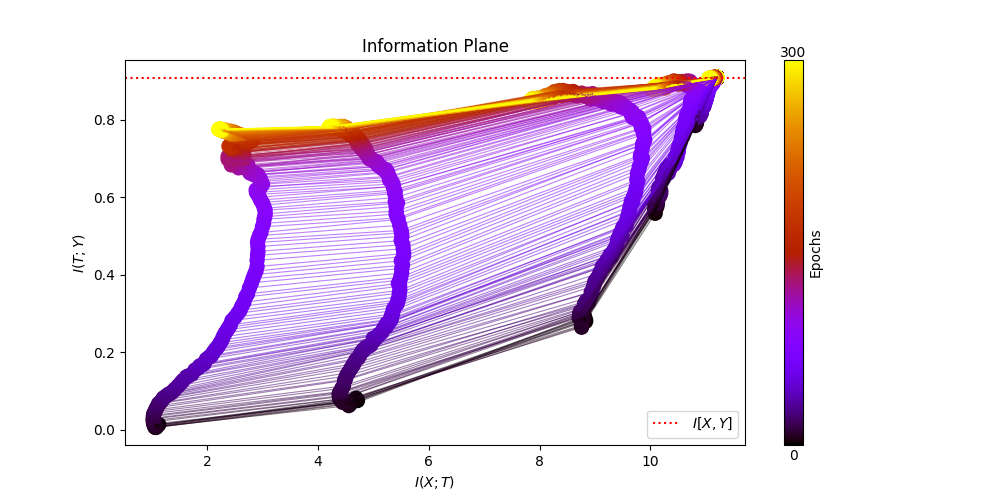 Information Plane
300
0.8
0.6
0.4
0.2
0.0
I(T; Y)
Epochs
I[X, Y]
2
4
6
8
10
0
I(X; T)